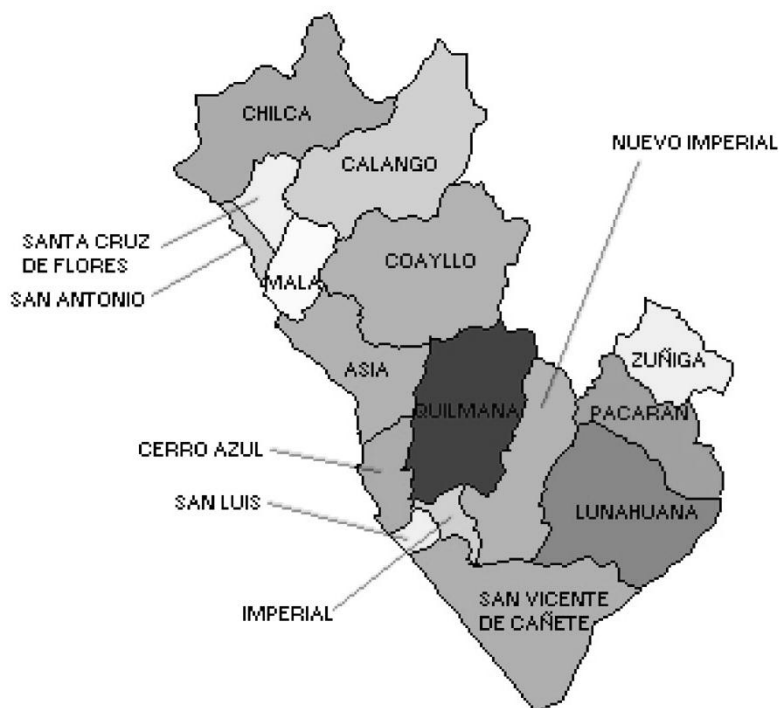 CHILCA
CALANGO
NUEVO IMPERIAL
SANTA CRUZ
DE FLORES
SAN ANTONIO
MALA
COAYLLO
ASIA
ZUÑIGA
QUILMANA
PACARAN
CERRO AZUL
SAN LUIS
LUNAHUANA
IMPERIAL
SAN VICENTE
DE CAÑETE